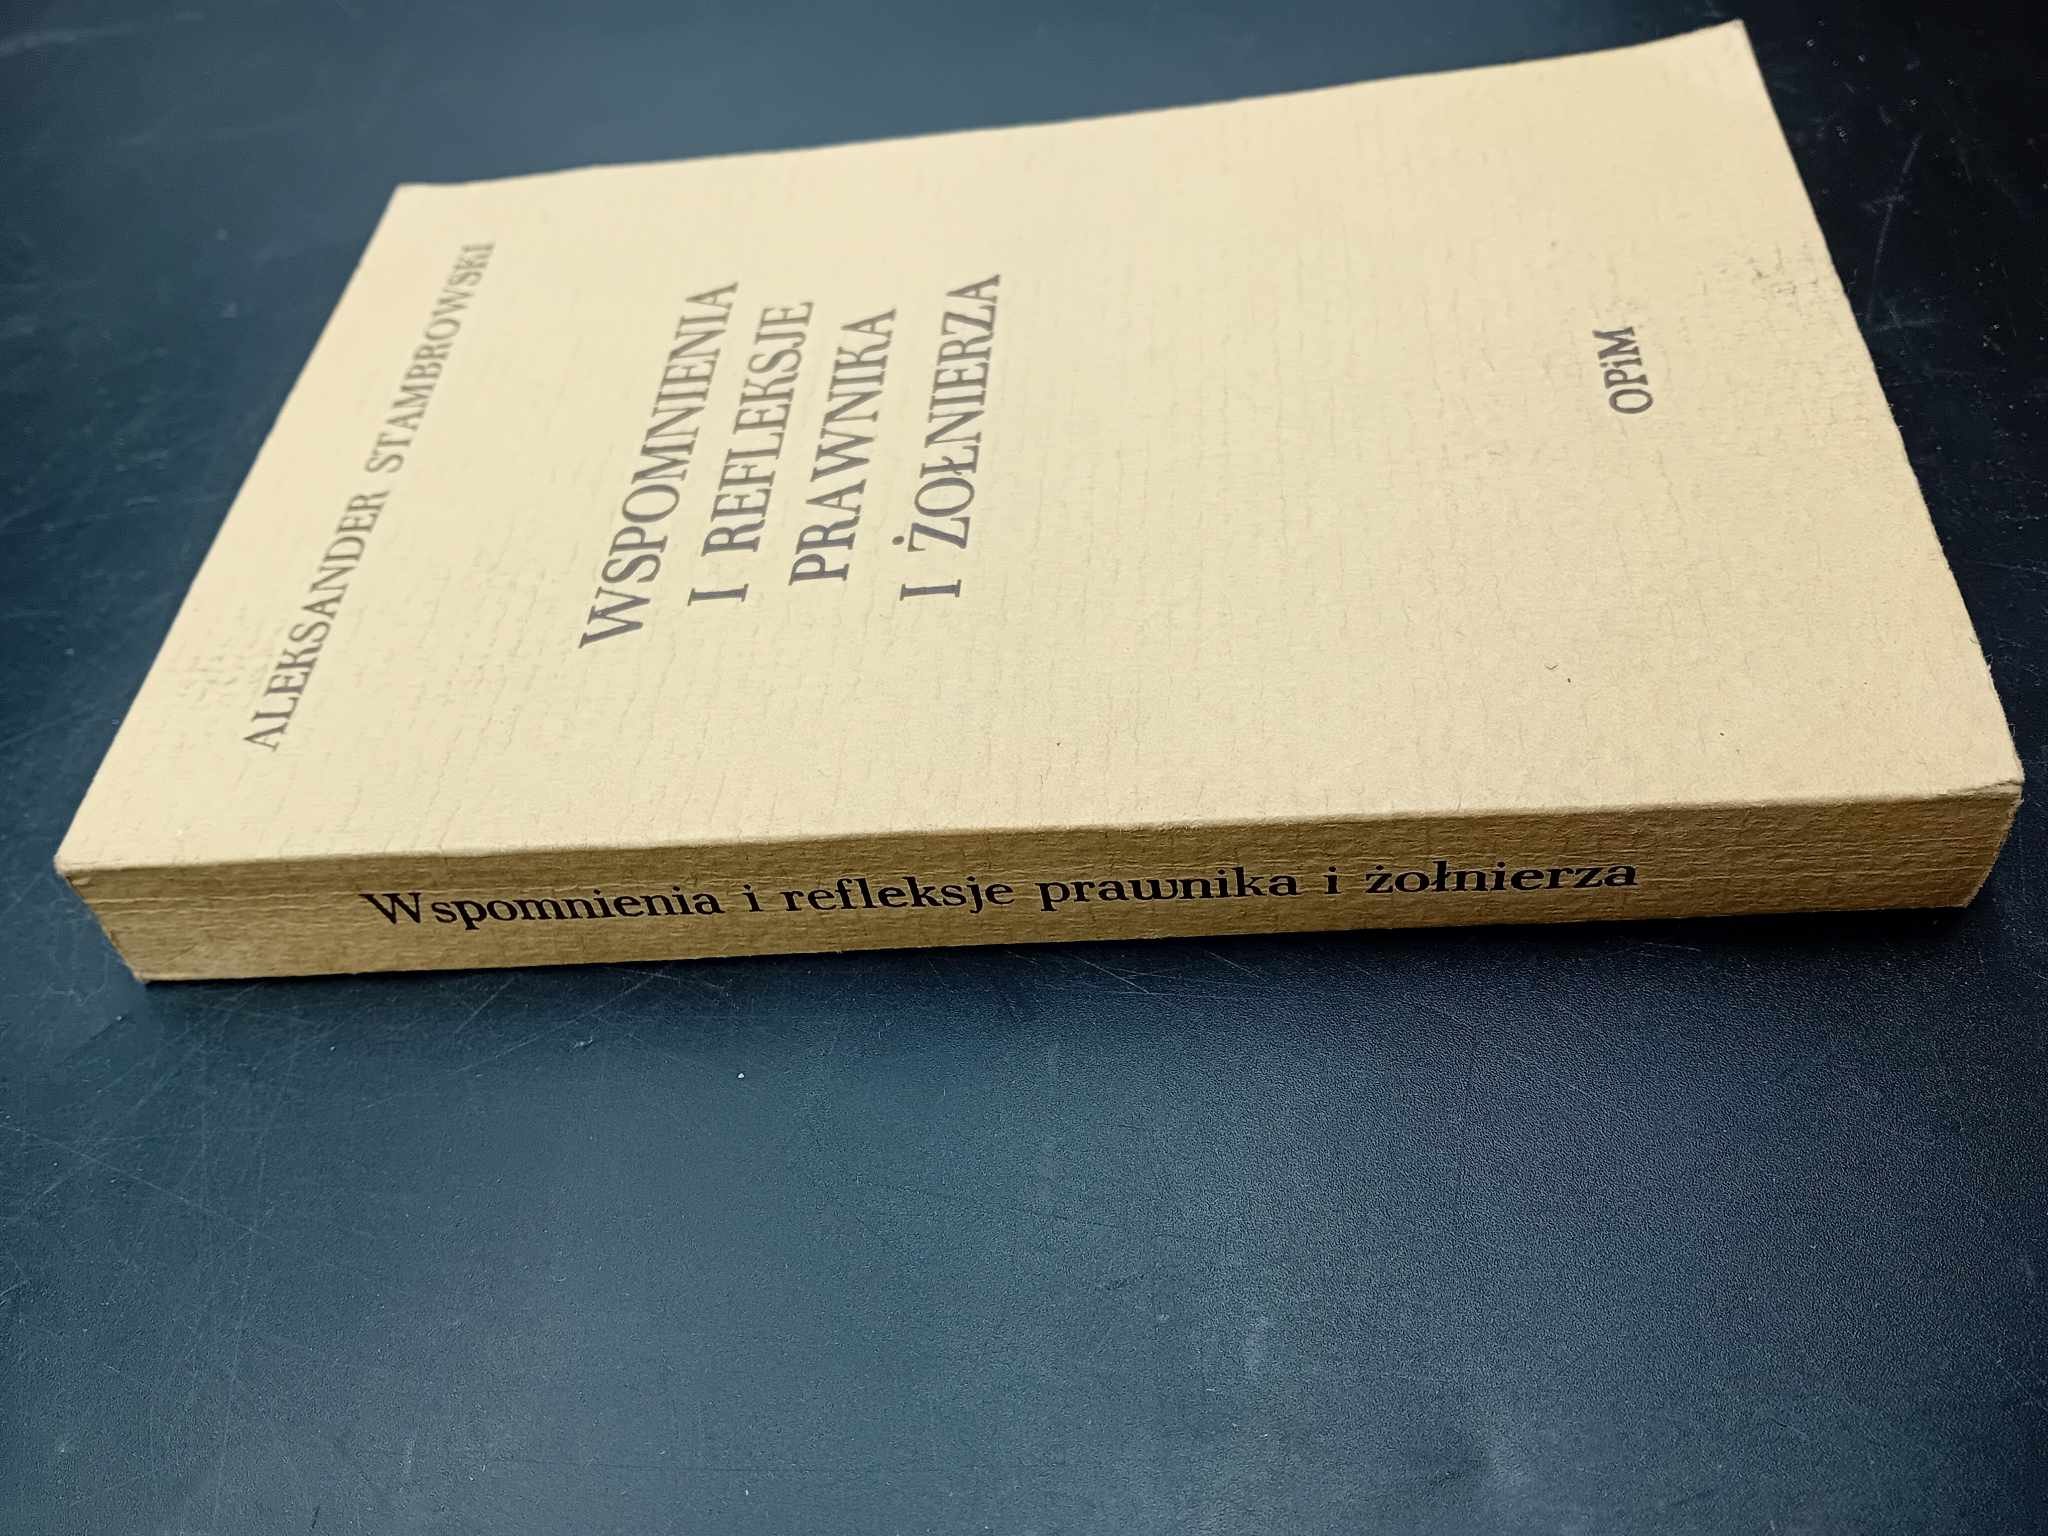 ALEKSANDER STAMBROWSKI
WSPOMNIENIA
I REFLEKSJE
PRAWNIKA
I ŻOŁNIERZA
OPiM
Wspomnienia i refleksje prawnika i żołnierza